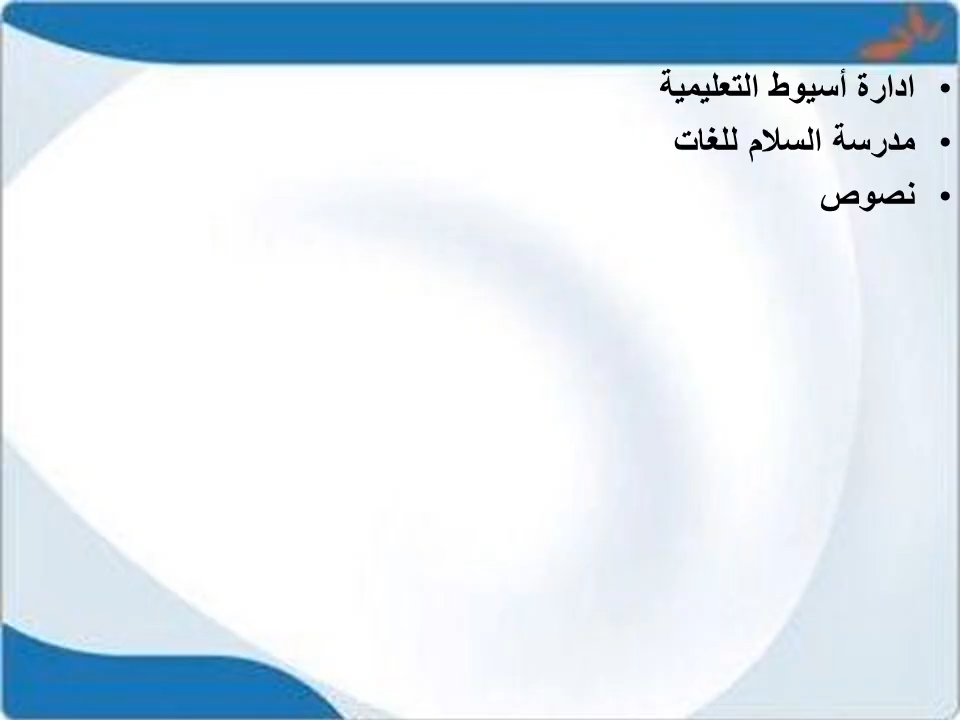 • ادارة أسيوط التعليمية
• مدرسة السلام للغات
• نصوص